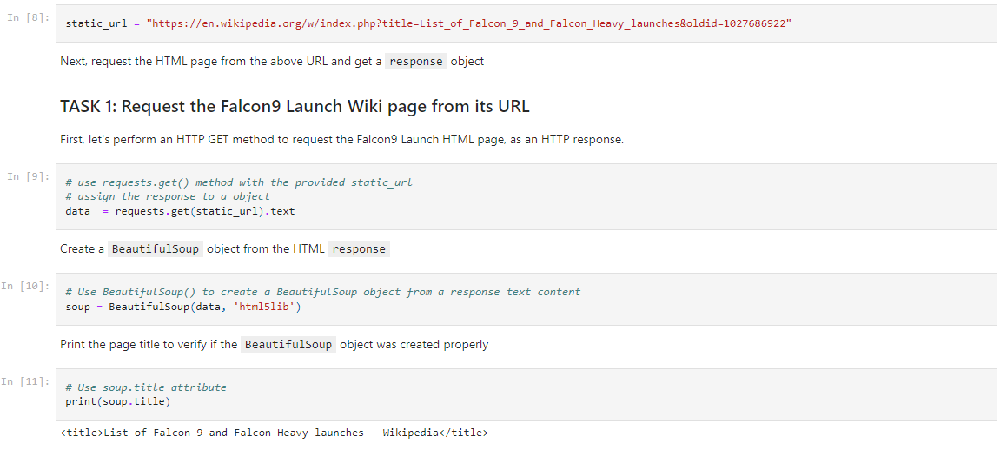 In [8]: static_url = "https://en.wikipedia.org/w/index.php?title=List_of_Falcon_9_and_Falcon_Heavy_launches&oldid=1027686922"
Next, request the HTML page from the above URL and get a response object
TASK 1: Request the Falcon9 Launch Wiki page from its URL
First, let's perform an HTTP GET method to request the Falcon9 Launch HTML page, as an HTTP response.
In [9]: # use requests.get() method with the provided static_url
# assign the response to a object
data  = requests.get(static_url).text
Create a BeautifulSoup object from the HTML response
In [10]: # Use BeautifulSoup() to create a BeautifulSoup object from a response text content
soup = BeautifulSoup(data, 'html5lib')
Print the page title to verify if the BeautifulSoup object was created properly
In [11]: # Use soup.title attribute
print(soup.title)
<title>List of Falcon 9 and Falcon Heavy launches - Wikipedia</title>